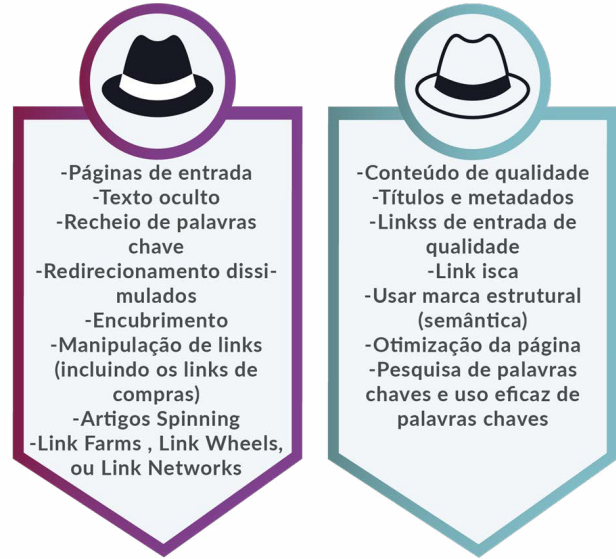 -Páginas de entrada
-Texto oculto
-Recheio de palavras
chave
-Redirecionamento dissi-
mulados
-Encubrimento
-Manipulação de links
(incluindo os links de
compras)
-Artigos Spinning
-Link Farms , Link Wheels,
ou Link Networks
-Conteúdo de qualidade
-Títulos e metadados
-Linkss de entrada de
qualidade
-Link isca
-Usar marca estrutural
(semântica)
-Otimização da página
-Pesquisa de palavras
chaves e uso eficaz de
palavras chaves